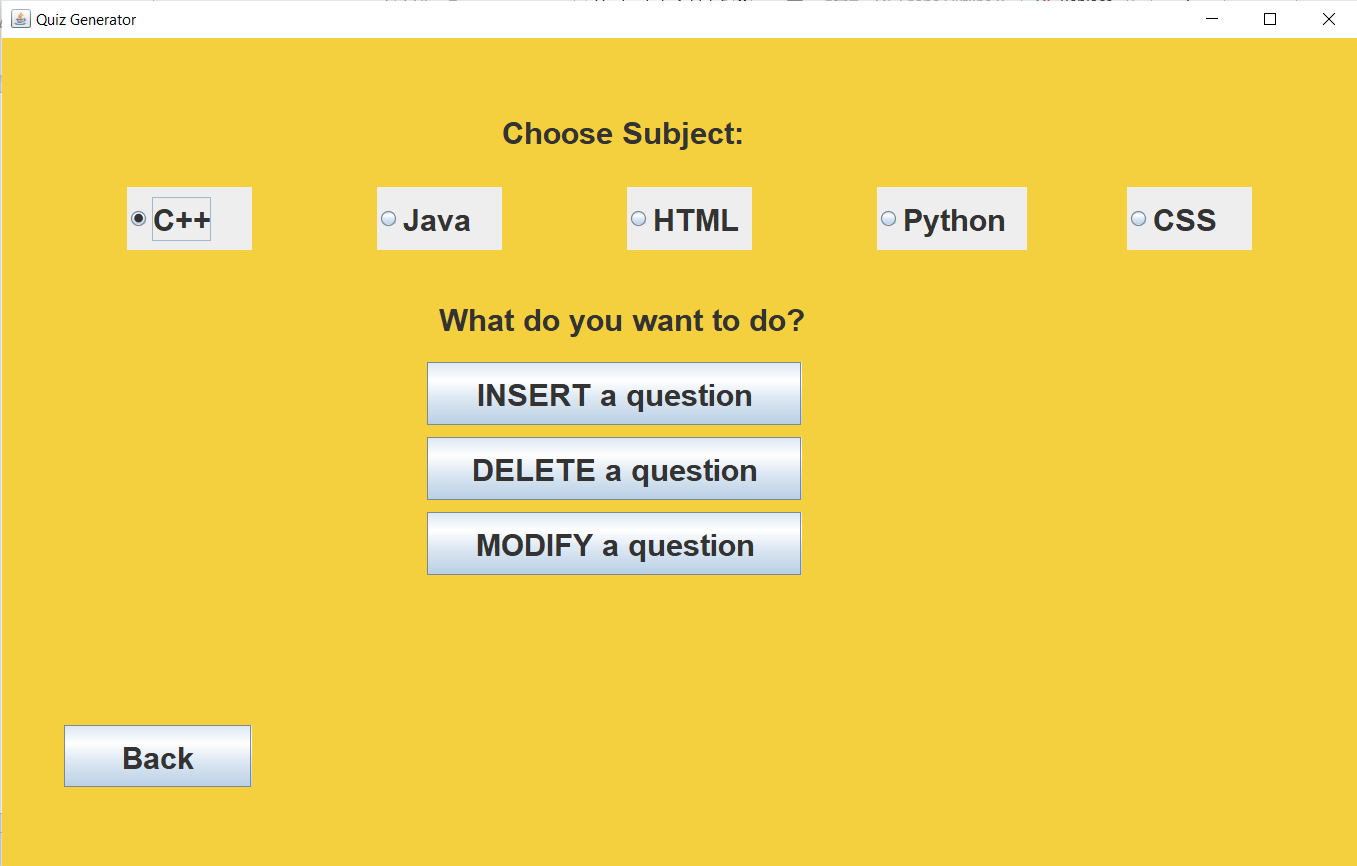 Quiz Generator
Choose Subject:
C++ Java HTML Python CSS
What do you want to do?
INSERT a question
DELETE a question
MODIFY a question
Back